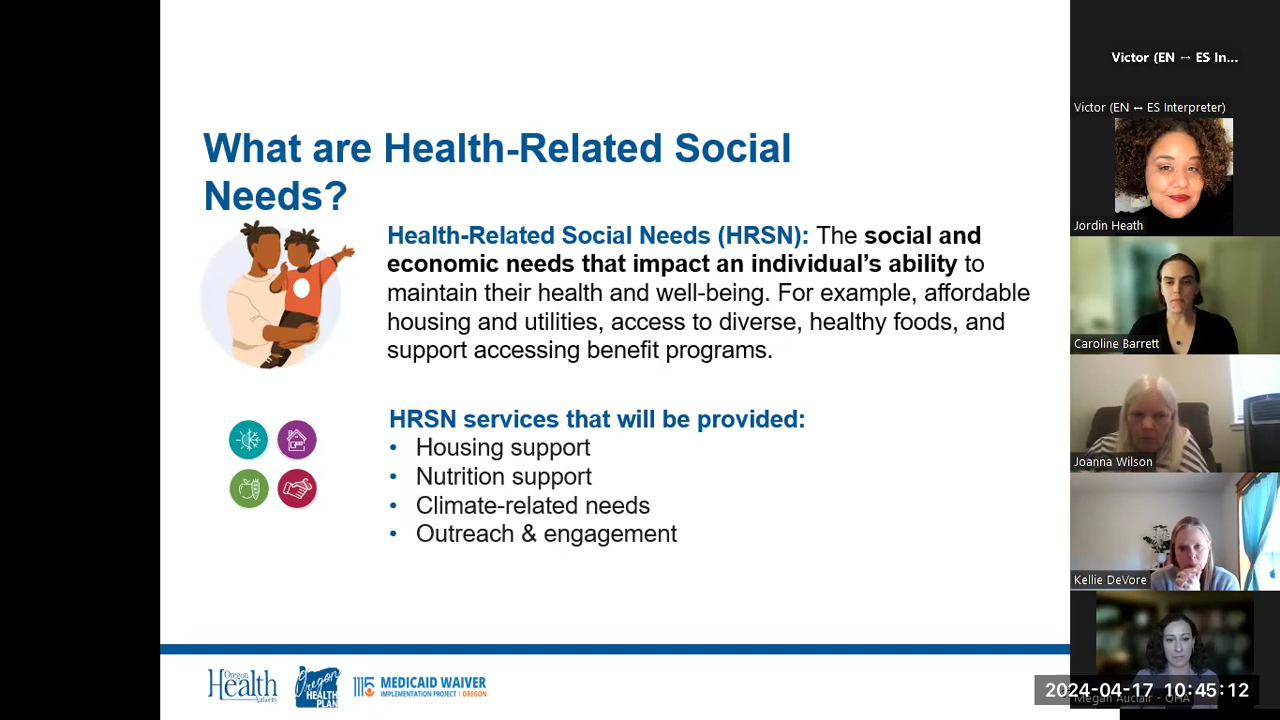 What are Health-Related Social
Needs?
Health-Related Social Needs (HRSN): The social and
economic needs that impact an individual's ability to
maintain their health and well-being. For example, affordable
housing and utilities, access to diverse, healthy foods, and
support accessing benefit programs.
HRSN services that will be provided:
• Housing support
• Nutrition support
• Climate-related needs
• Outreach & engagement
Oregon
Health
Authority
Oregon
HEALTH
PLAN
1115 MEDICAID WAIVER
IMPLEMENTATION PROJECT | OREGON
Victor (EN ↔ ES In...
Victor (EN ↔ ES Interpreter)
Jordin Heath
Caroline Barrett
Joanna Wilson
Kellie DeVore
2024-04-17 10:45:12
Megan Auclair - OHA